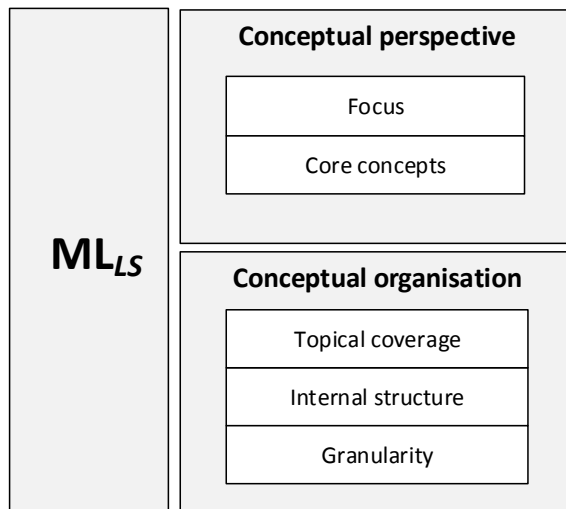 ML_LS
Conceptual perspective
Focus
Core concepts
Conceptual organisation
Topical coverage
Internal structure
Granularity